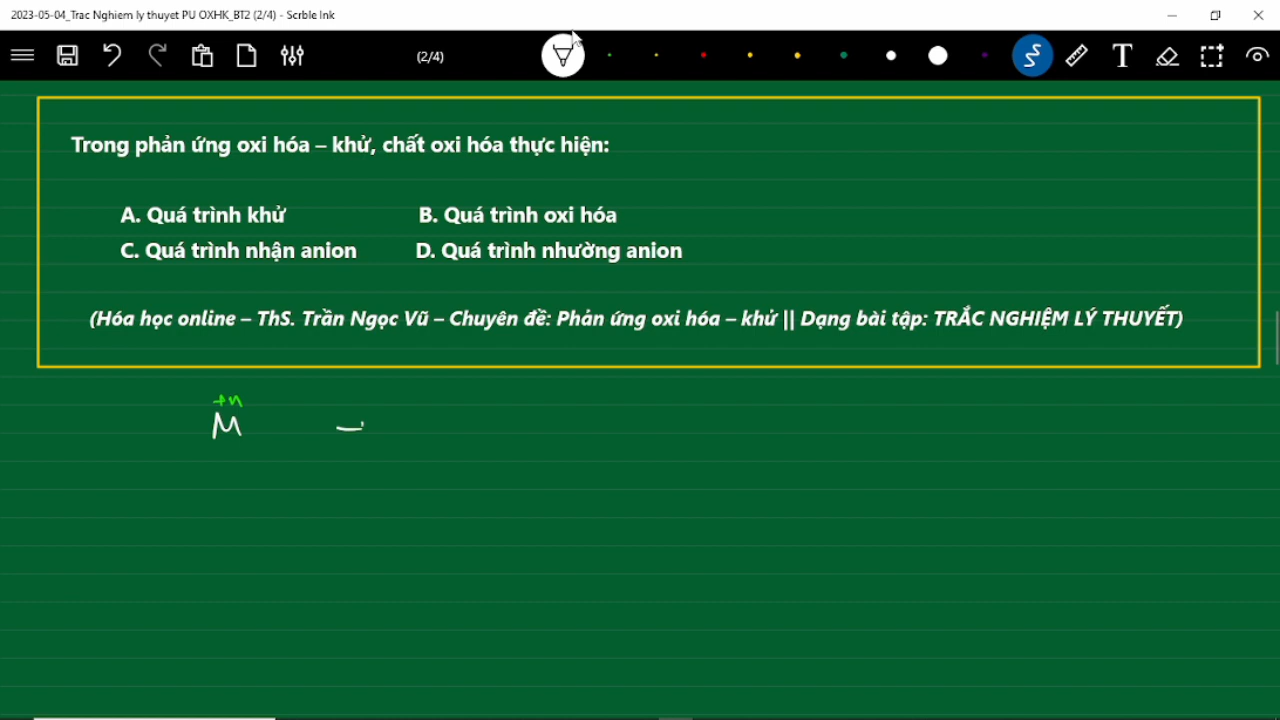 2023-05-04_Trac Nghiem ly thuyet PU OXHK_BT2 (2/4) - Scrble Ink
(2/4)
T
Trong phản ứng oxi hóa – khử, chất oxi hóa thực hiện:
A. Quá trình khử B. Quá trình oxi hóa
C. Quá trình nhận anion D. Quá trình nhường anion
(Hóa học online – ThS. Trần Ngọc Vũ – Chuyên đề: Phản ứng oxi hóa – khử || Dạng bài tập: TRẮC NGHIỆM LÝ THUYẾT)
+n
M